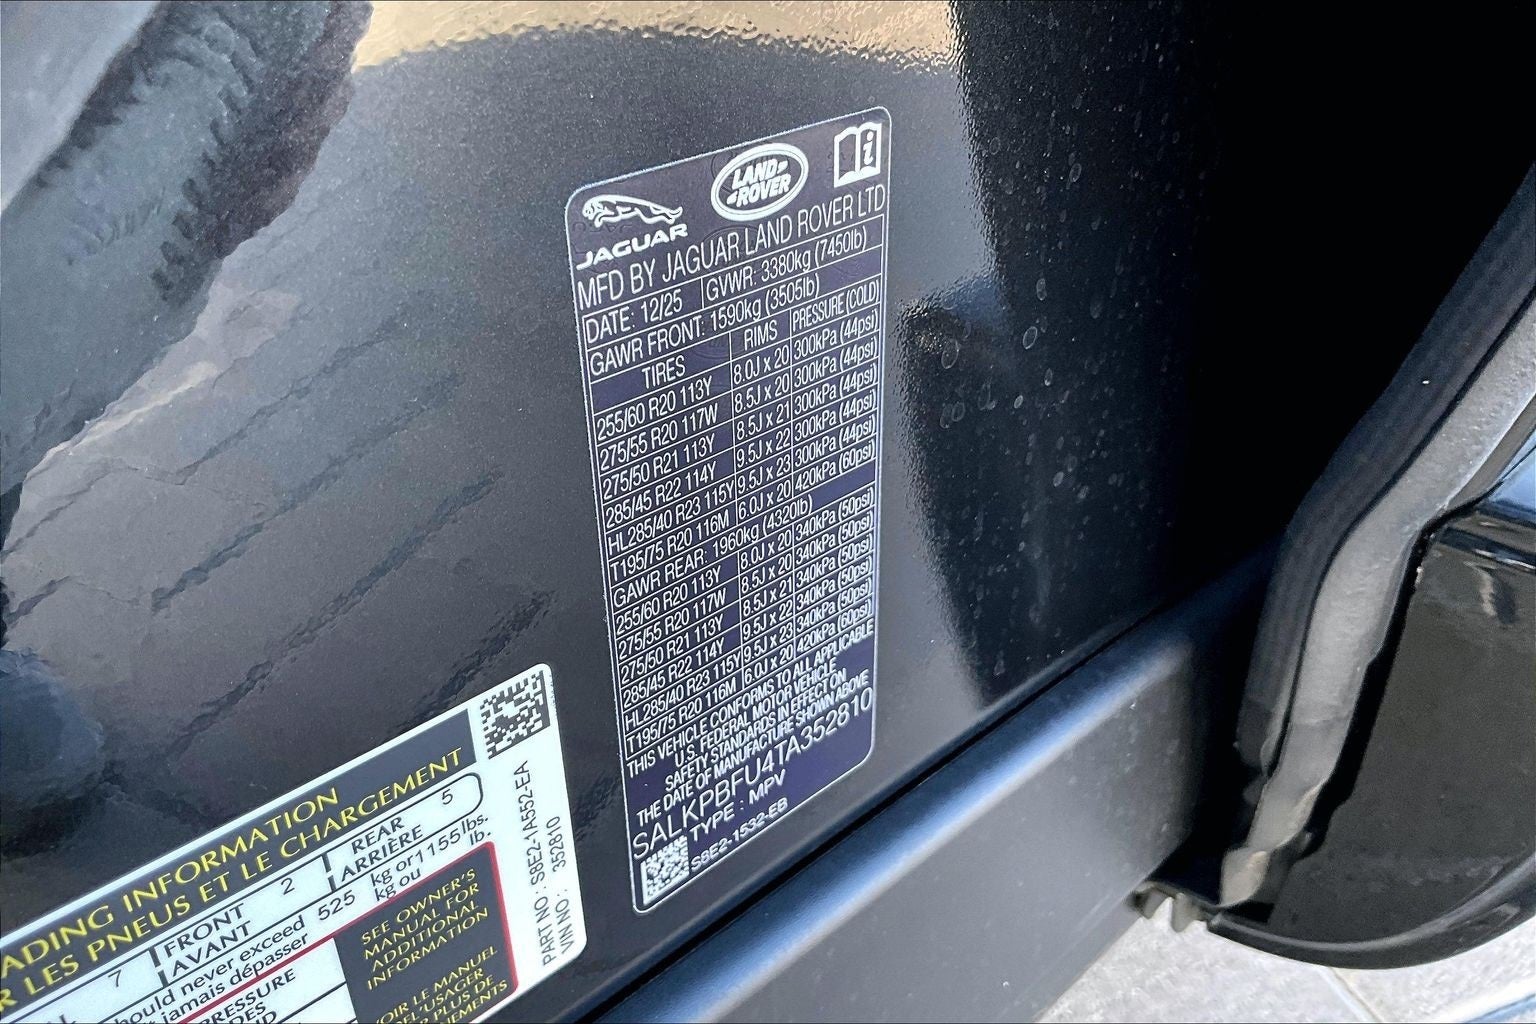 JAGUAR
LAND ROVER
MFD BY JAGUAR LAND ROVER LTD
DATE: 12/25 GVWR: 3380kg (7450lb)
GAWR FRONT: 1590kg (3505lb)
TIRES RIMS PRESSURE (COLD)
255/60 R20 113Y 8.0J x 20 300kPa (44psi)
275/55 R20 117W 8.5J x 20 300kPa (44psi)
275/50 R21 113Y 8.5J x 21 300kPa (44psi)
285/45 R22 114Y 9.5J x 22 300kPa (44psi)
HL285/40 R23 115Y 9.5J x 23 300kPa (44psi)
T195/75 R20 116M 6.0J x 20 420kPa (60psi)
GAWR REAR: 1960kg (4320lb)
255/60 R20 113Y 8.0J x 20 340kPa (50psi)
275/55 R20 117W 8.5J x 20 340kPa (50psi)
275/50 R21 113Y 8.5J x 21 340kPa (50psi)
285/45 R22 114Y 9.5J x 22 340kPa (50psi)
HL285/40 R23 115Y 9.5J x 23 340kPa (50psi)
T195/75 R20 116M 6.0J x 20 420kPa (60psi)
THIS VEHICLE CONFORMS TO ALL APPLICABLE
U.S. FEDERAL MOTOR VEHICLE
SAFETY STANDARDS IN EFFECT ON
THE DATE OF MANUFACTURE SHOWN ABOVE
SALKPBFU4TA352810
TYPE : MPV
S8E2-1532-EB
ADING INFORMATION
R LES PNEUS ET LE CHARGEMENT
7 FRONT 2 REAR 5
AVANT ARRIÈRE
hould never exceed 525 kg or 1155 lbs.
t jamais dépasser kg ou lb.
PRESSURE
SEE OWNER'S
MANUAL FOR
ADDITIONAL
INFORMATION
VOIR LE MANUEL
DE L'USAGER
PLUS DE
PART NO : S8E2-1A552-EA
VIN NO : 352810